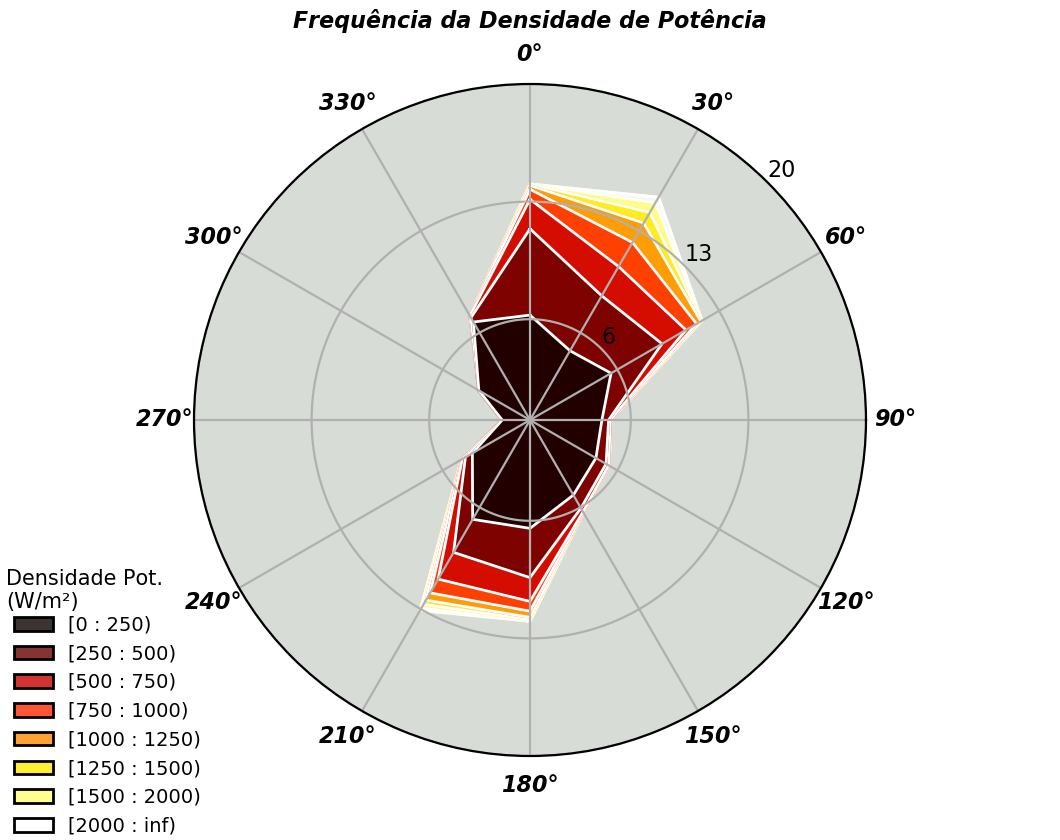 Frequência da Densidade de Potência
0°
330°
30°
20
300°
60°
13
6
270°
90°
240°
120°
210°
150°
180°
Densidade Pot.
(W/m²)
[0 : 250)
[250 : 500)
[500 : 750)
[750 : 1000)
[1000 : 1250)
[1250 : 1500)
[1500 : 2000)
[2000 : inf)